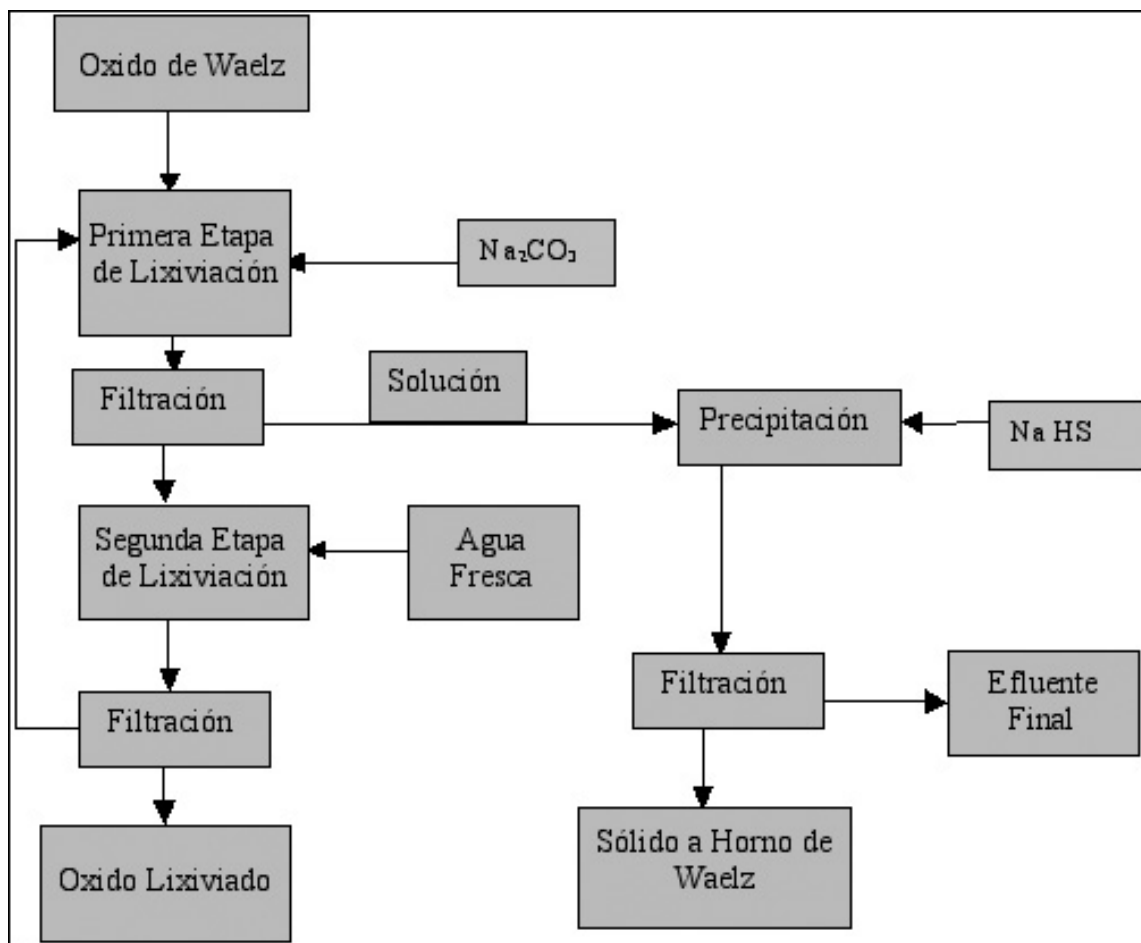 Oxido de Waelz
Primera Etapa
de Lixiviación
Na₂CO₃
Filtración
Solución
Precipitación
Na HS
Segunda Etapa
de Lixiviación
Agua
Fresca
Filtración
Filtración
Efluente
Final
Oxido Lixiviado
Sólido a Horno de
Waelz